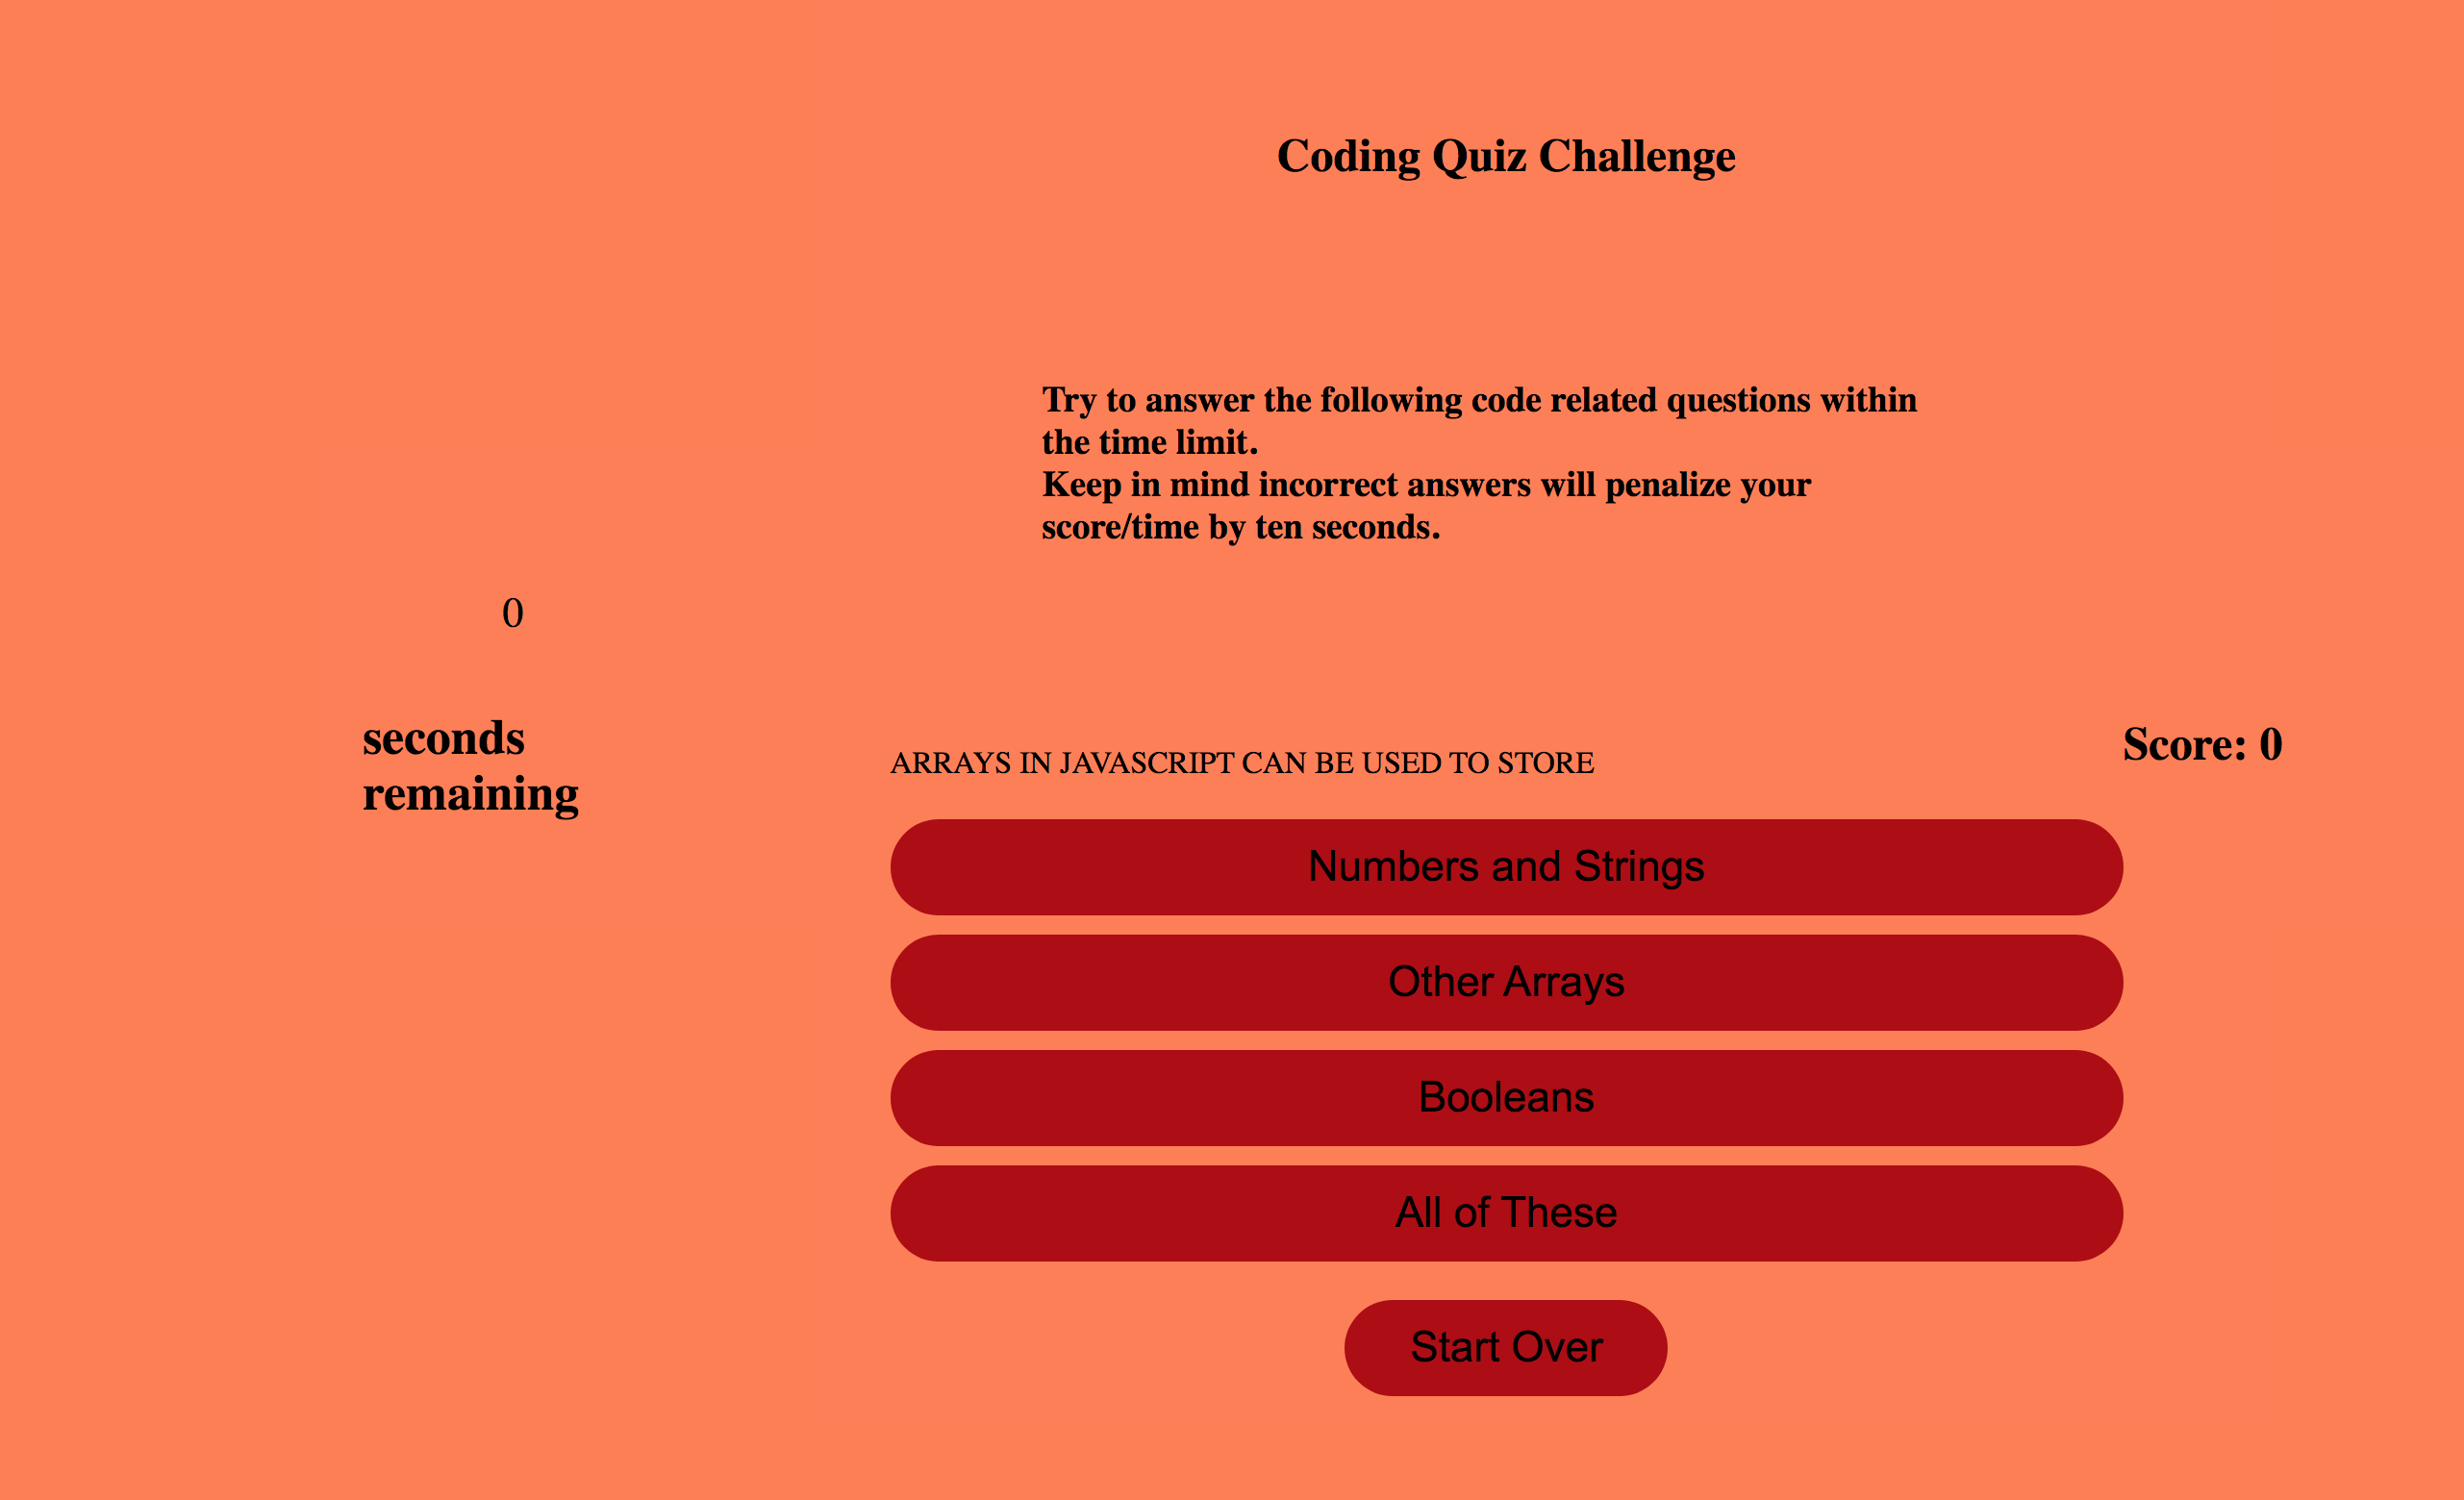 Coding Quiz Challenge
Try to answer the following code related questions within
the time limit.
Keep in mind incorrect answers will penalize your
score/time by ten seconds.
0
seconds
remaining
Score: 0
ARRAYS IN JAVASCRIPT CAN BE USED TO STORE
Numbers and Strings
Other Arrays
Booleans
All of These
Start Over